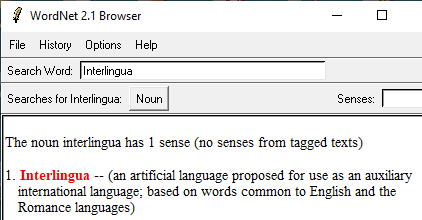 WordNet 2.1 Browser
File History Options Help
Search Word: Interlingua
Searches for Interlingua: Noun Senses:
The noun interlingua has 1 sense (no senses from tagged texts)
1. Interlingua -- (an artificial language proposed for use as an auxiliary
international language; based on words common to English and the
Romance languages)